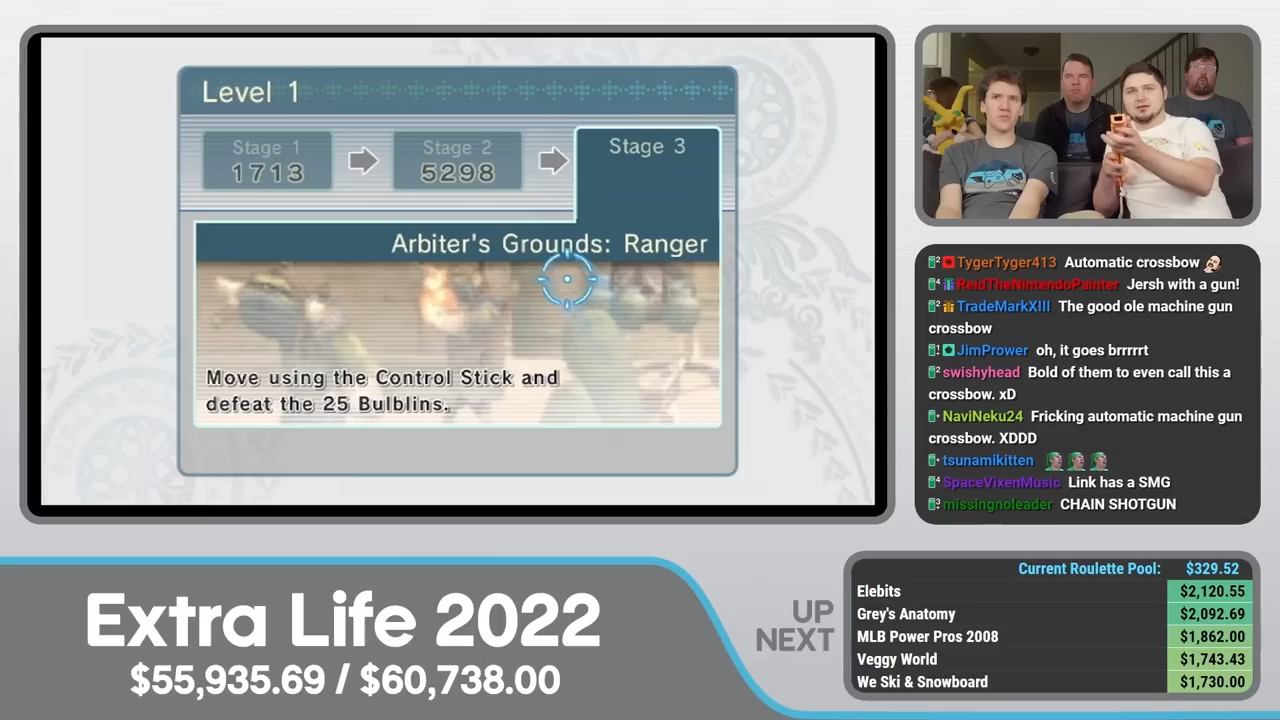 Level 1
Stage 1
1713
Stage 2
5298
Stage 3
Arbiter's Grounds: Ranger
Move using the Control Stick and
defeat the 25 Bulblins.
TygerTyger413 Automatic crossbow
ReidTheNintendoPainter Jersh with a gun!
TradeMarkXIII The good ole machine gun
crossbow
JimPrower oh, it goes brrrrrt
swishyhead Bold of them to even call this a
crossbow. xD
NaviNeku24 Fricking automatic machine gun
crossbow. XDDD
tsunamikitten
SpaceVixenMusic Link has a SMG
missingnoleader CHAIN SHOTGUN
Extra Life 2022
$55,935.69 / $60,738.00
UP
NEXT
Current Roulette Pool: $329.52
Elebits $2,120.55
Grey's Anatomy $2,092.69
MLB Power Pros 2008 $1,862.00
Veggy World $1,743.43
We Ski & Snowboard $1,730.00